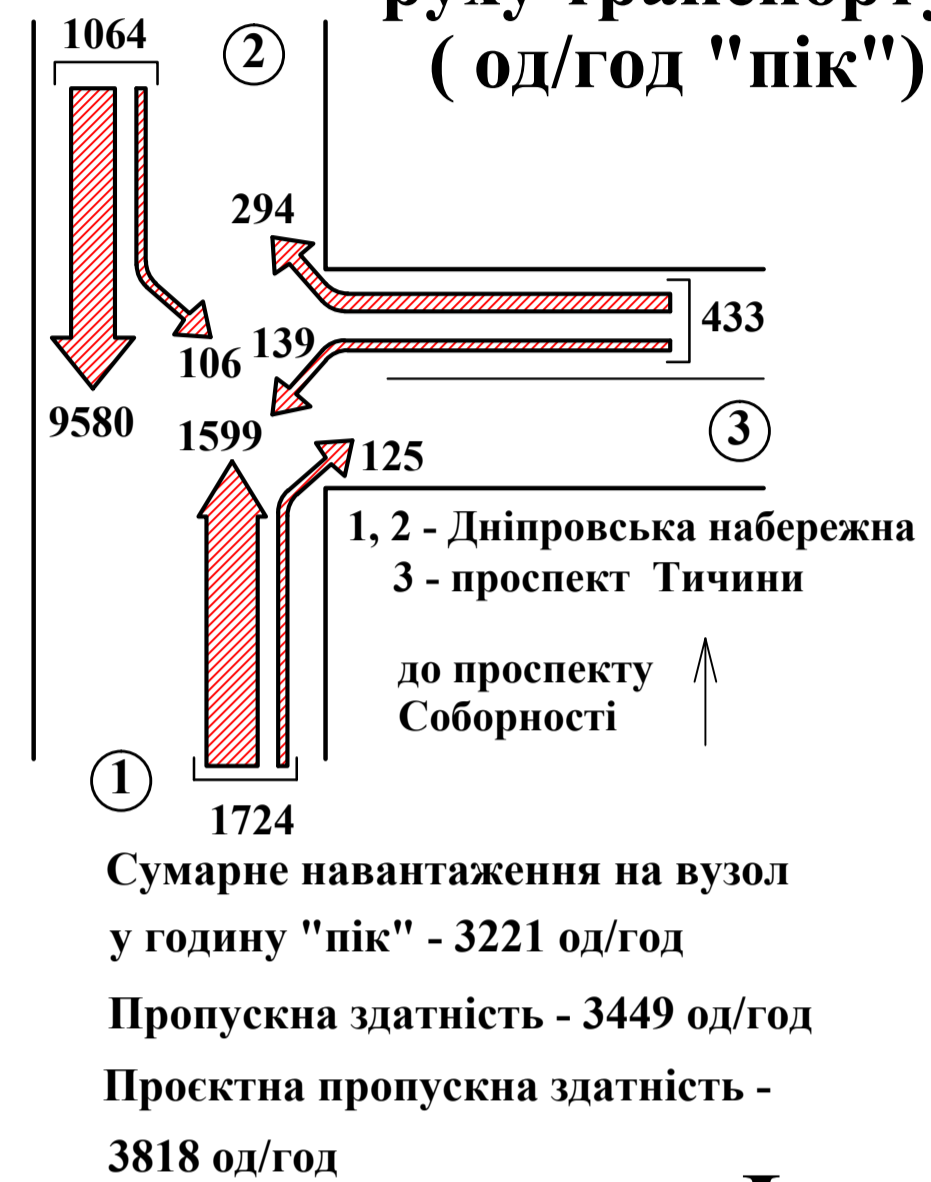 руху транспорту
( од/год "пік")
1064
2
294
433
106
139
9580
1599
125
3
1, 2 - Дніпровська набережна
3 - проспект Тичини
до проспекту
Соборності
1
1724
Сумарне навантаження на вузол
у годину "пік" - 3221 од/год
Пропускна здатність - 3449 од/год
Проєктна пропускна здатність -
3818 од/год